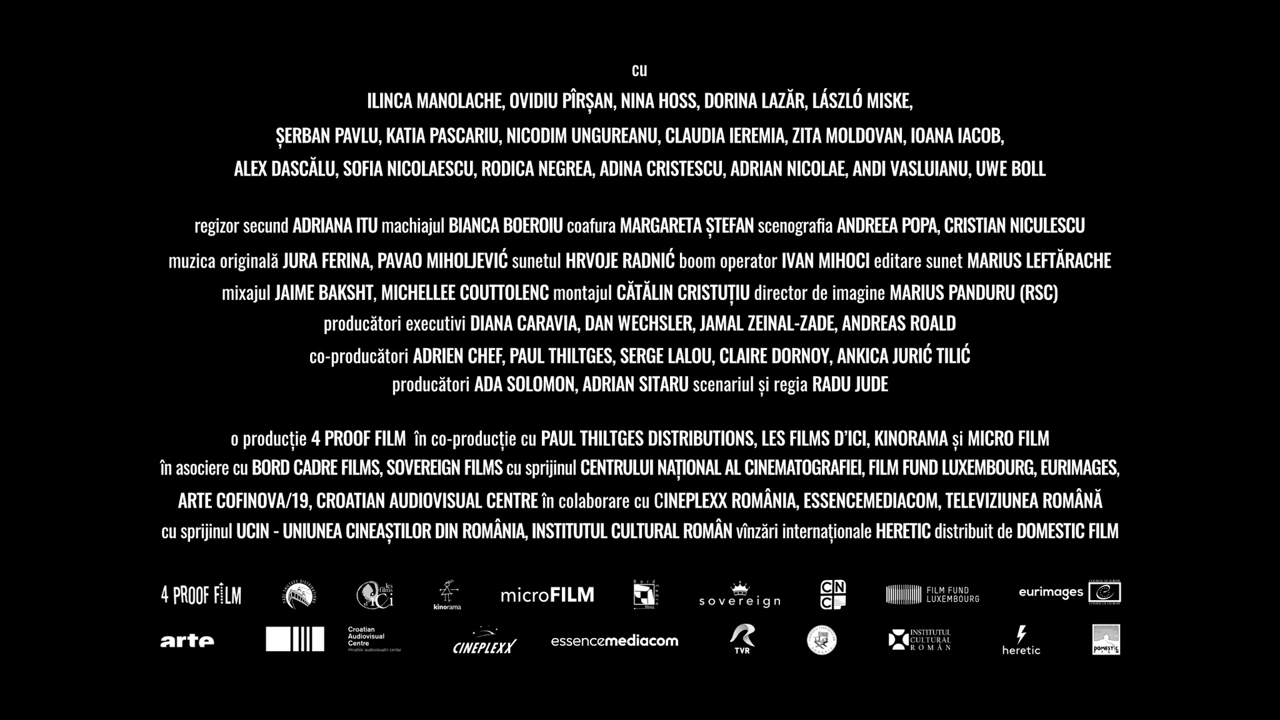 cu
ILINCA MANOLACHE, OVIDIU PÎRȘAN, NINA HOSS, DORINA LAZĂR, LÁSZLÓ MISKE,
ȘERBAN PAVLU, KATIA PASCARIU, NICODIM UNGUREANU, CLAUDIA IEREMIA, ZITA MOLDOVAN, IOANA IACOB,
ALEX DASCĂLU, SOFIA NICOLAESCU, RODICA NEGREA, ADINA CRISTESCU, ADRIAN NICOLAE, ANDI VASLUIANU, UWE BOLL
regizor secund ADRIANA ITU machiajul BIANCA BOEROIU coafura MARGARETA ȘTEFAN scenografia ANDREEA POPA, CRISTIAN NICULESCU
muzica originală JURA FERINA, PAVAO MIHOLJEVIĆ sunetul HRVOJE RADNIĆ boom operator IVAN MIHOCI editare sunet MARIUS LEFTĂRACHE
mixajul JAIME BAKSHT, MICHELLEE COUTTOLENC montajul CĂTĂLIN CRISTUȚIU director de imagine MARIUS PANDURU (RSC)
producători executivi DIANA CARAVIA, DAN WECHSLER, JAMAL ZEINAL-ZADE, ANDREAS ROALD
co-producători ADRIEN CHEF, PAUL THILTGES, SERGE LALOU, CLAIRE DORNOY, ANKICA JURIĆ TILIĆ
producători ADA SOLOMON, ADRIAN SITARU scenariul și regia RADU JUDE
o producție 4 PROOF FILM în co-producție cu PAUL THILTGES DISTRIBUTIONS, LES FILMS D'ICI, KINORAMA și MICRO FILM
în asociere cu BORD CADRE FILMS, SOVEREIGN FILMS cu sprijinul CENTRULUI NAȚIONAL AL CINEMATOGRAFIEI, FILM FUND LUXEMBOURG, EURIMAGES,
ARTE COFINOVA/19, CROATIAN AUDIOVISUAL CENTRE în colaborare cu CINEPLEXX ROMÂNIA, ESSENCEMEDIACOM, TELEVIZIUNEA ROMÂNĂ
cu sprijinul UCIN - UNIUNEA CINEAȘTILOR DIN ROMÂNIA, INSTITUTUL CULTURAL ROMÂN vînzări internaționale HERETIC distribuit de DOMESTIC FILM
4 PROOF FILM les films d'ici kinorama microFILM sovereign CNC FILM FUND LUXEMBOURG eurimages
arte Croatian Audiovisual Centre CINEPLEXX essencemediacom TVR INSTITUTUL CULTURAL ROMÂN heretic DOMESTIC